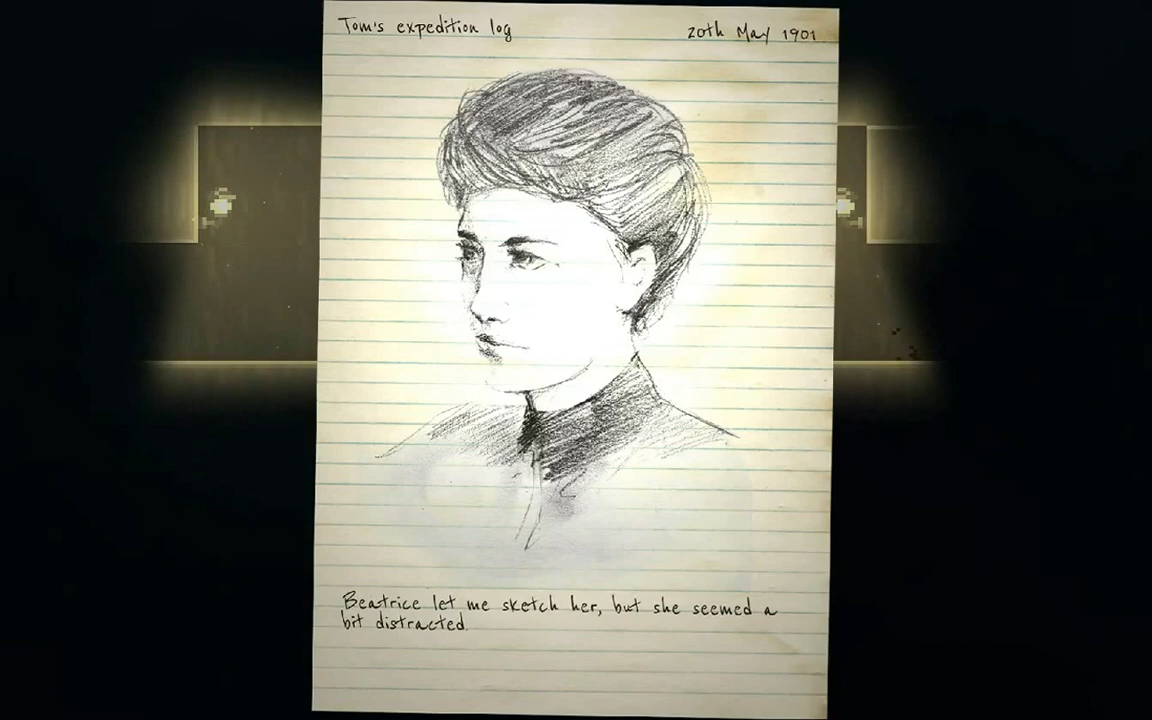 Tom's expedition log
20th May 1901
Beatrice let me sketch her, but she seemed a
bit distracted.